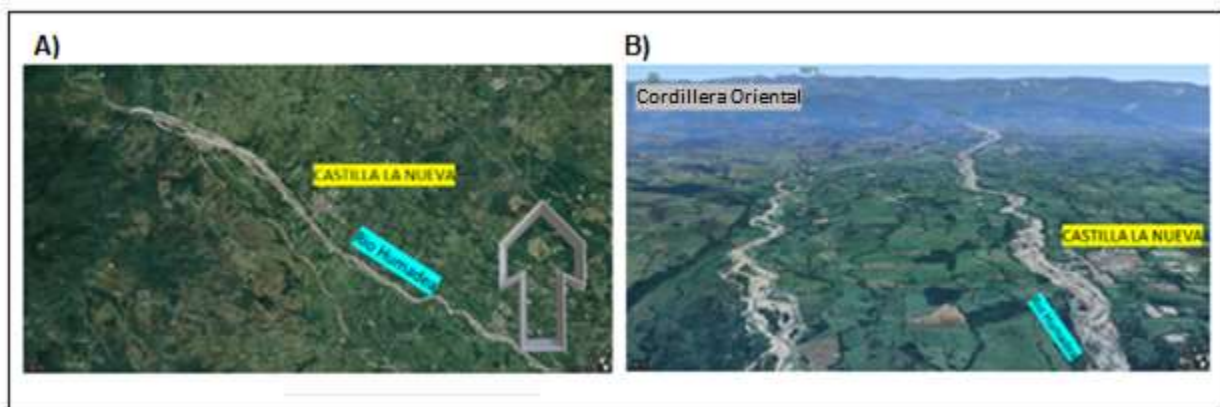 A)
B)
Cordillera Oriental
CASTILLA LA NUEVA
CASTILLA LA NUEVA
Rio Humadea